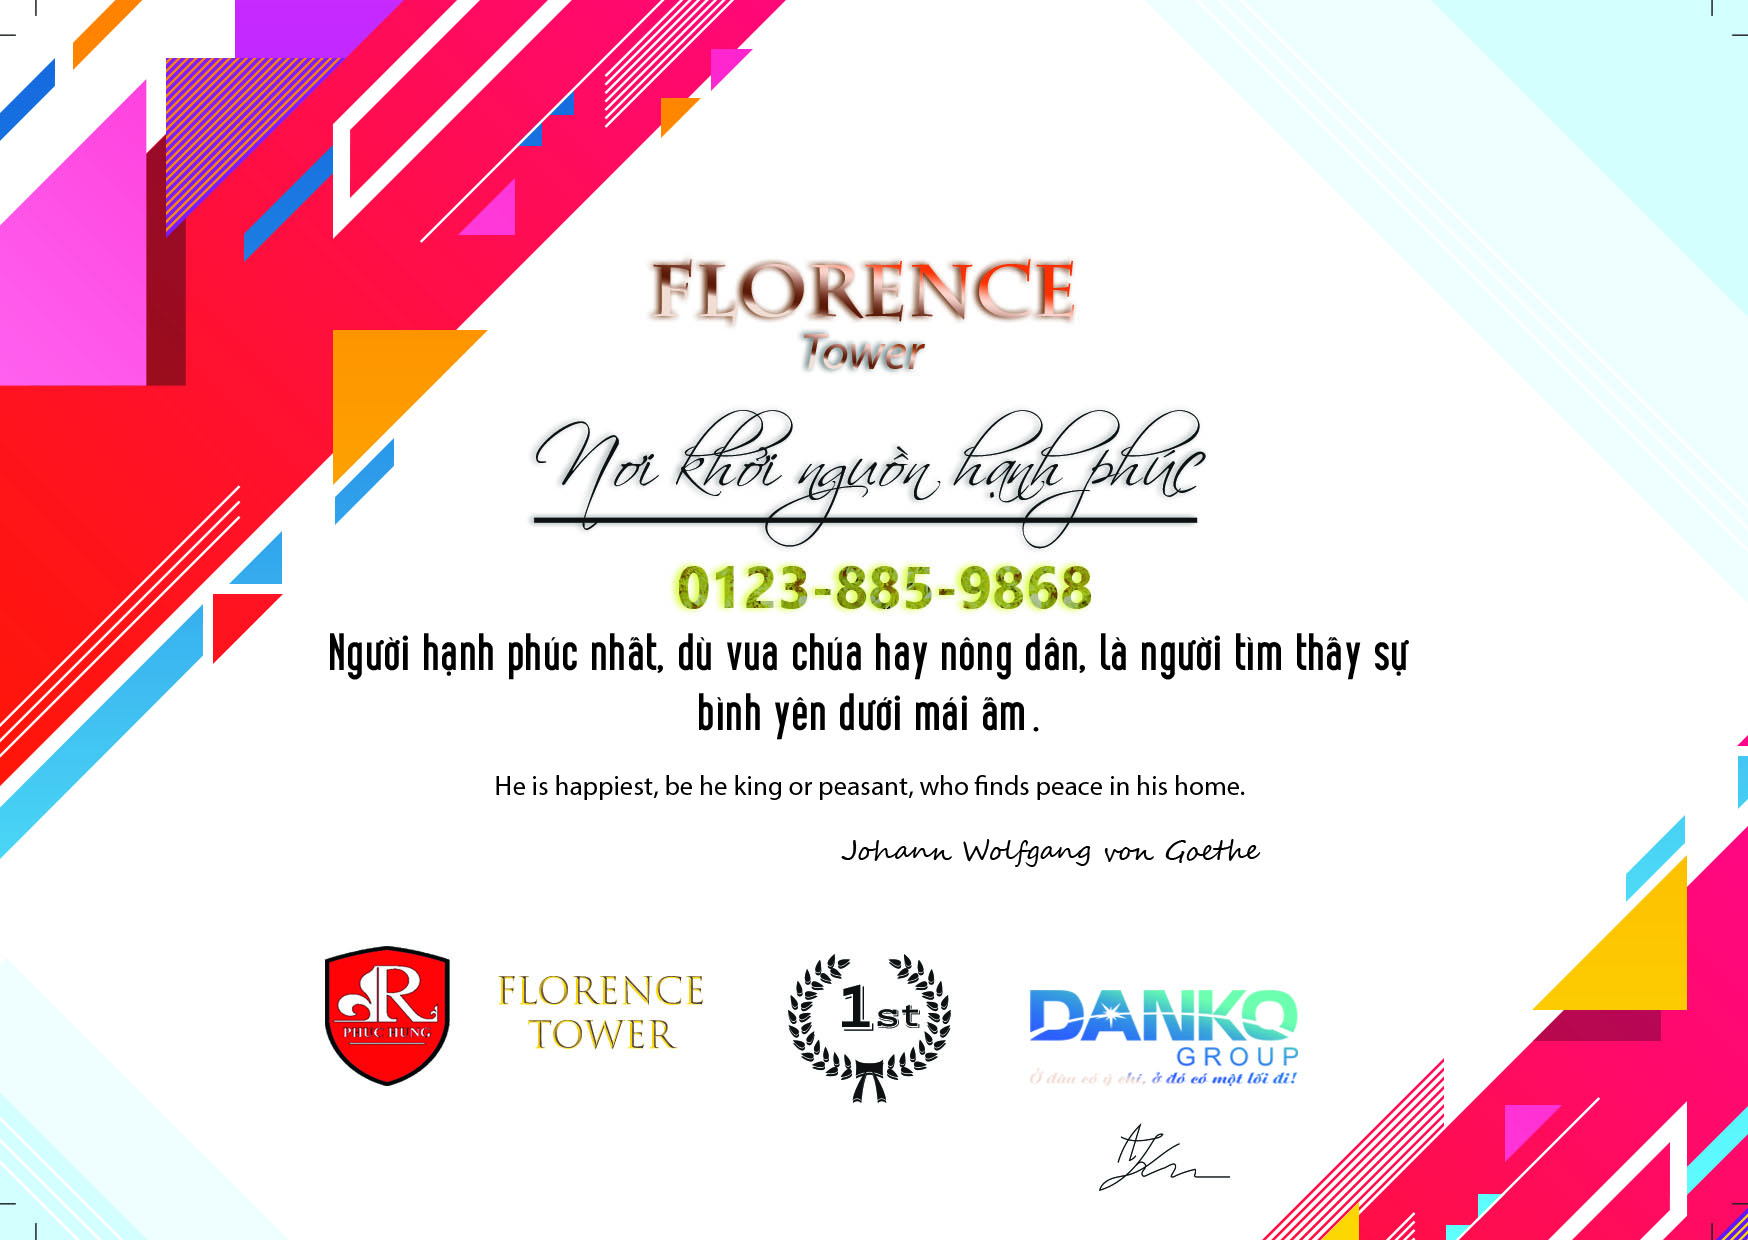 FLORENCE
Tower
Nơi khởi nguồn hạnh phúc
0123-885-9868
Người hạnh phúc nhất, dù vua chúa hay nông dân, là người tìm thấy sự
bình yên dưới mái ấm.
He is happiest, be he king or peasant, who finds peace in his home.
Johann Wolfgang von Goethe
R
PHUC HUNG
FLORENCE
TOWER
1st
DANKO
GROUP
Ở đâu có ý chí, ở đó có một lối đi!